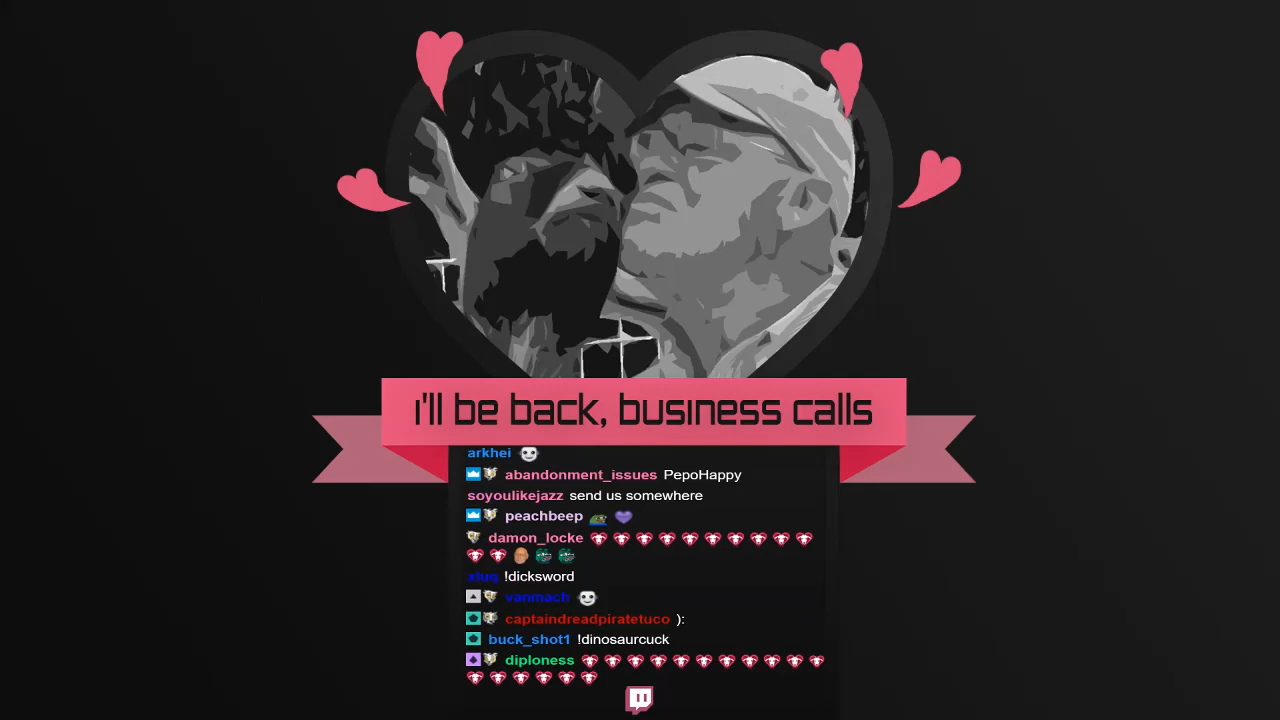 i'll be back, business calls
arkhei
abandonment_issues PepoHappy
soyoulikejazz send us somewhere
peachbeep
damon_locke
xluq !dicksword
vanmach
captaindreadpiratetuco ):
buck_shot1 !dinosaurcuck
diploness